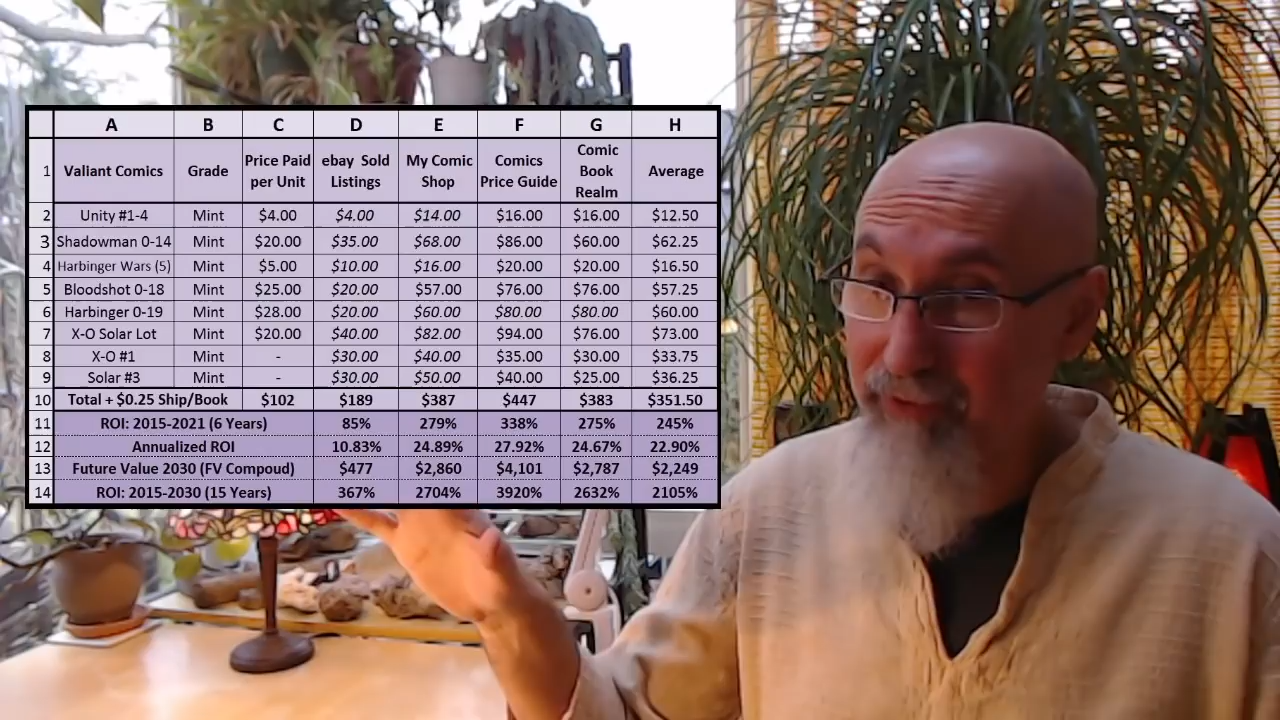 A B C D E F G H
1 Valiant Comics Grade Price Paid per Unit ebay Sold Listings My Comic Shop Comics Price Guide Comic Book Realm Average
2 Unity #1-4 Mint $4.00 $4.00 $14.00 $16.00 $16.00 $12.50
3 Shadowman 0-14 Mint $20.00 $35.00 $68.00 $86.00 $60.00 $62.25
4 Harbinger Wars (5) Mint $5.00 $10.00 $16.00 $20.00 $20.00 $16.50
5 Bloodshot 0-18 Mint $25.00 $20.00 $57.00 $76.00 $76.00 $57.25
6 Harbinger 0-19 Mint $28.00 $20.00 $60.00 $80.00 $80.00 $60.00
7 X-O Solar Lot Mint $20.00 $40.00 $82.00 $94.00 $76.00 $73.00
8 X-O #1 Mint - $30.00 $40.00 $35.00 $30.00 $33.75
9 Solar #3 Mint - $30.00 $50.00 $40.00 $25.00 $36.25
10 Total + $0.25 Ship/Book $102 $189 $387 $447 $383 $351.50
11 ROI: 2015-2021 (6 Years) 85% 279% 338% 275% 245%
12 Annualized ROI 10.83% 24.89% 27.92% 24.67% 22.90%
13 Future Value 2030 (FV Compoud) $477 $2,860 $4,101 $2,787 $2,249
14 ROI: 2015-2030 (15 Years) 367% 2704% 3920% 2632% 2105%